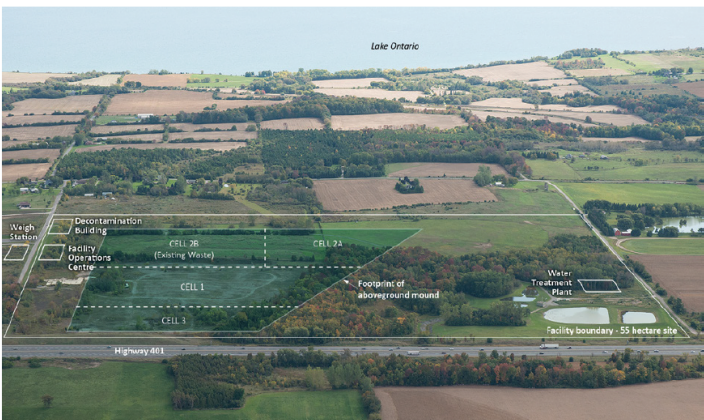 Lake Ontario
Weigh
Station
Decontamination
Building
Facility
Operations
Centre
CELL 2B
(Existing Waste)
CELL 2A
CELL 1
CELL 3
Footprint of
aboveground mound
Water
Treatment
Plant
Facility boundary - 55 hectare site
Highway 401